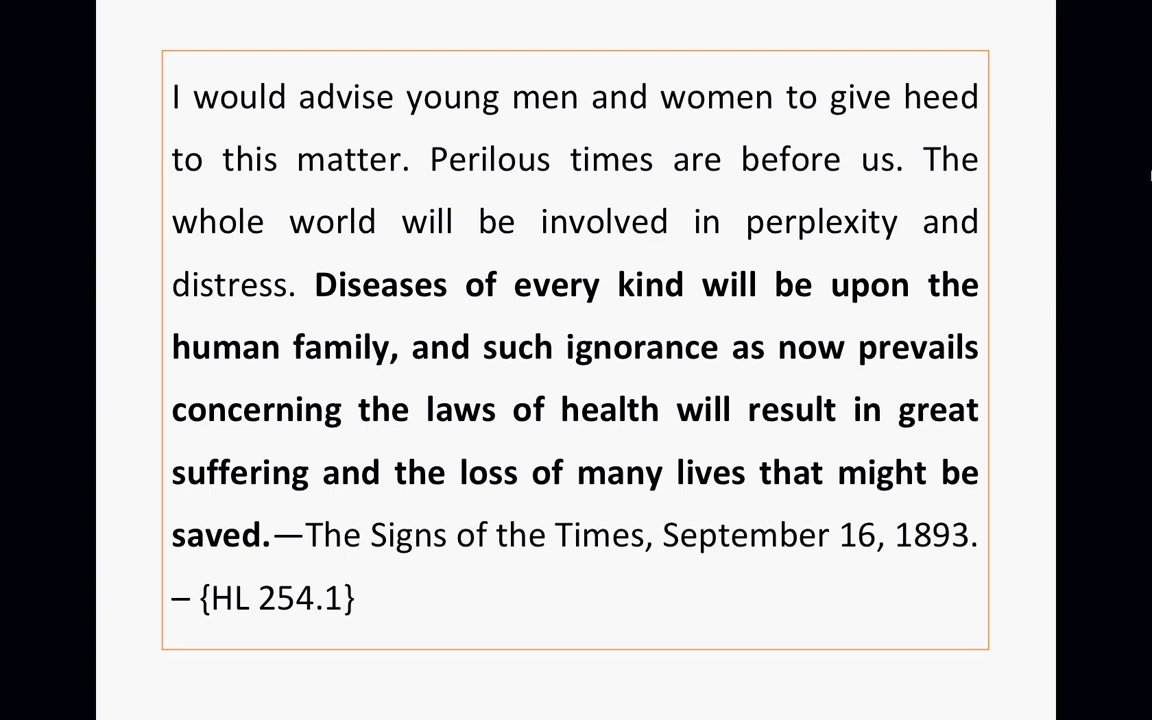 I would advise young men and women to give heed
to this matter. Perilous times are before us. The
whole world will be involved in perplexity and
distress. Diseases of every kind will be upon the
human family, and such ignorance as now prevails
concerning the laws of health will result in great
suffering and the loss of many lives that might be
saved.—The Signs of the Times, September 16, 1893.
– {HL 254.1}